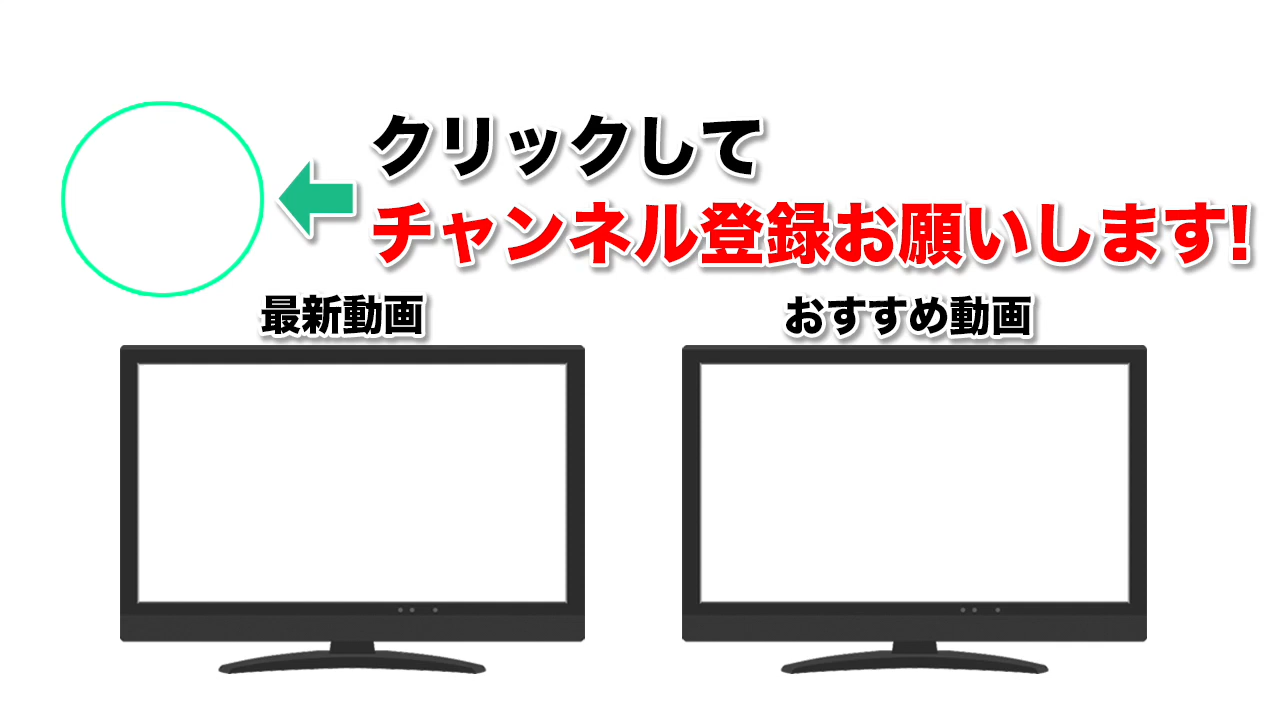 クリックして
チャンネル登録お願いします!
最新動画
おすすめ動画